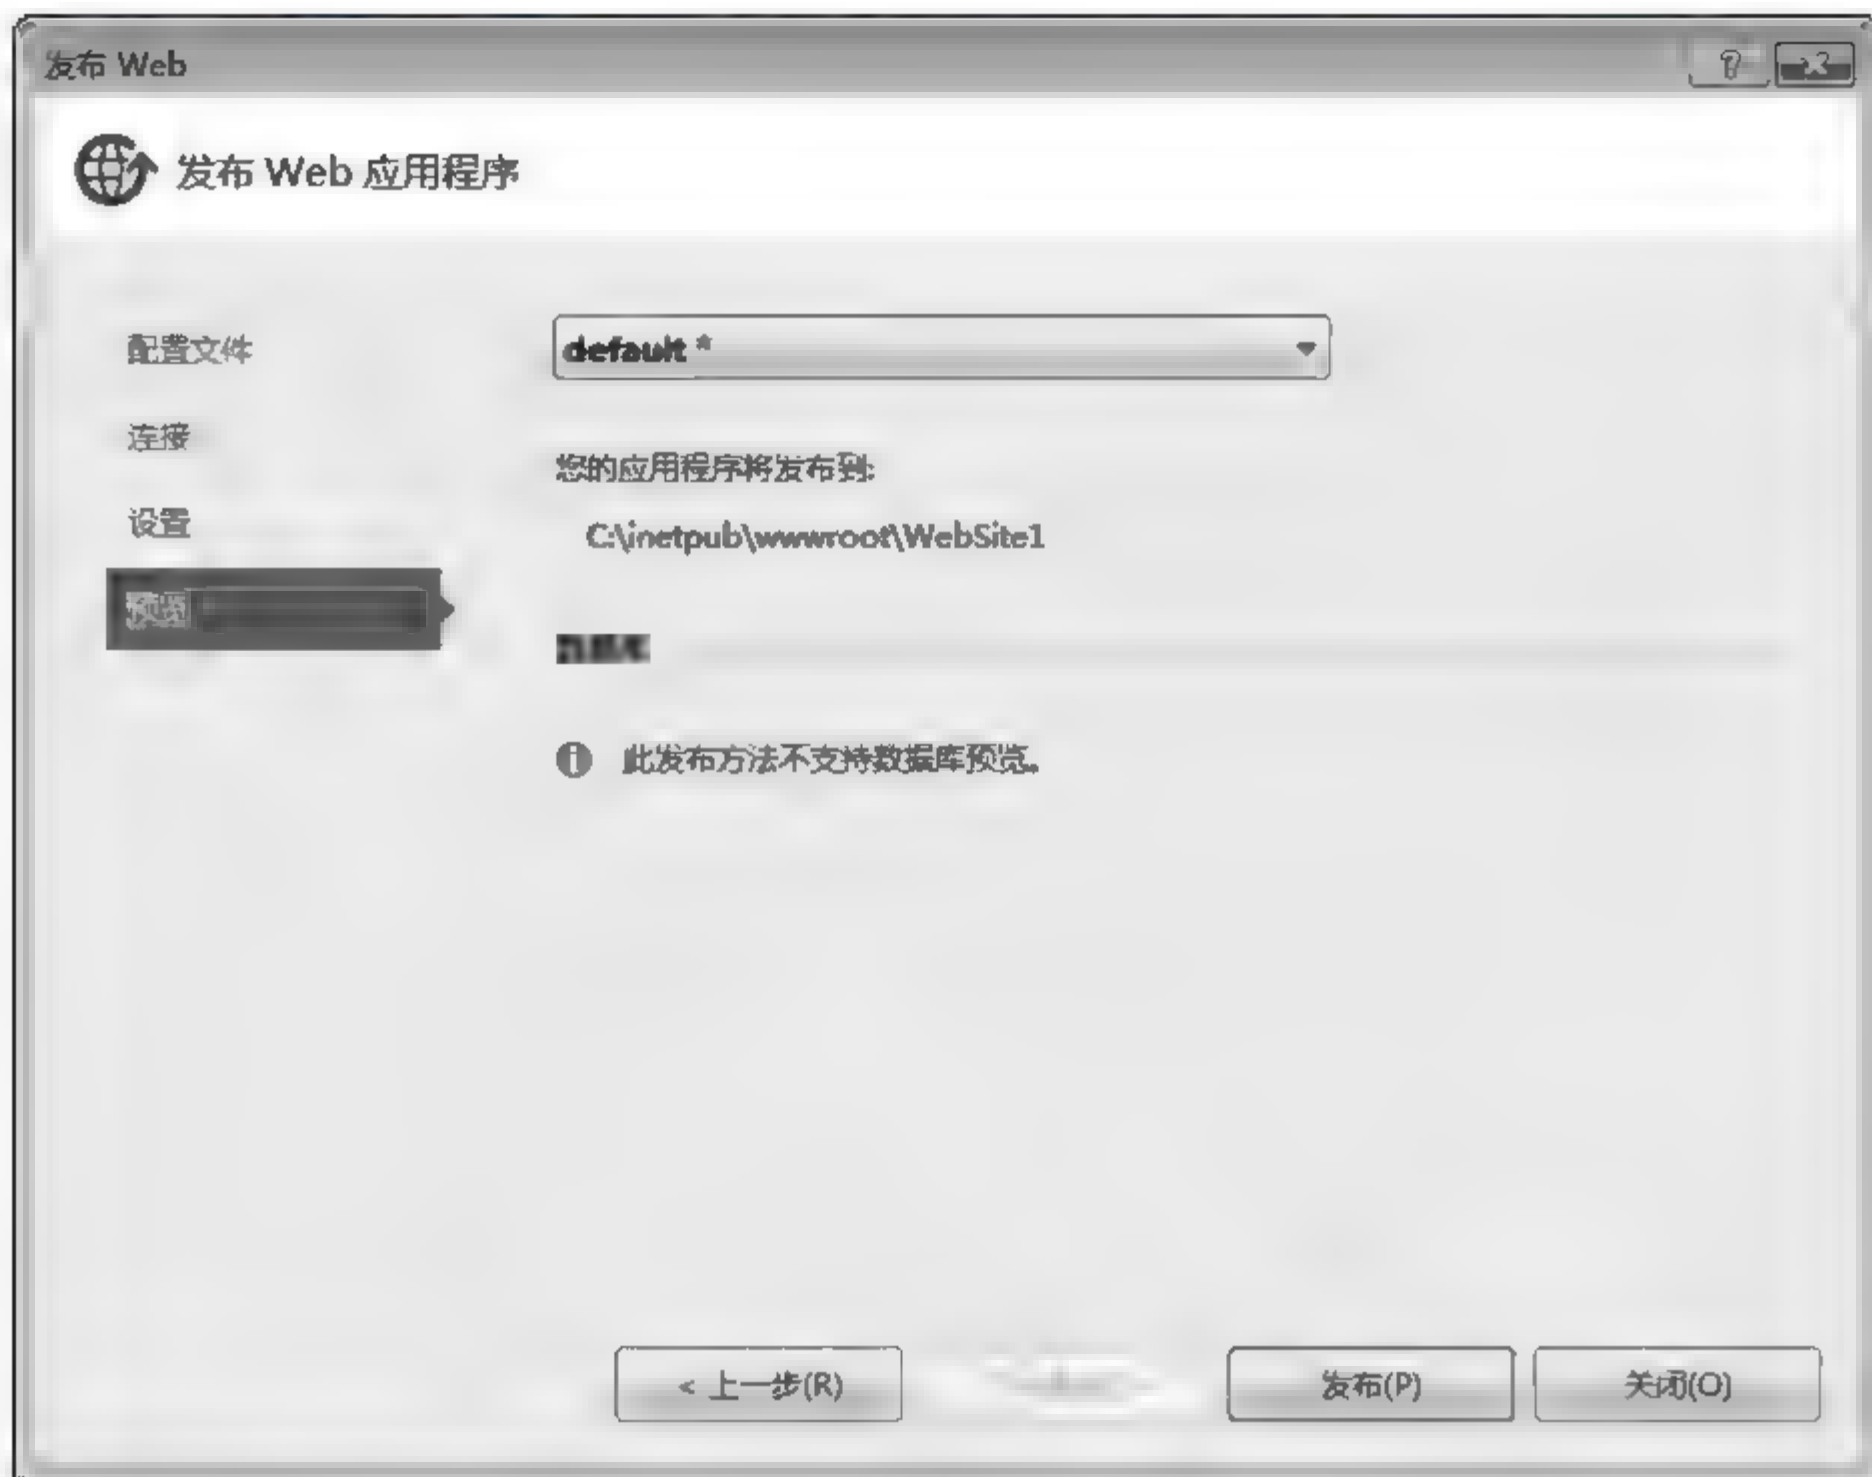 发布 Web
发布 Web 应用程序
配置文件
default *
连接
您的应用程序将发布到:
设置
C:\inetpub\wwwroot\WebSite1
预览
此发布方法不支持数据库预览。
< 上一步(R)
发布(P)
关闭(O)